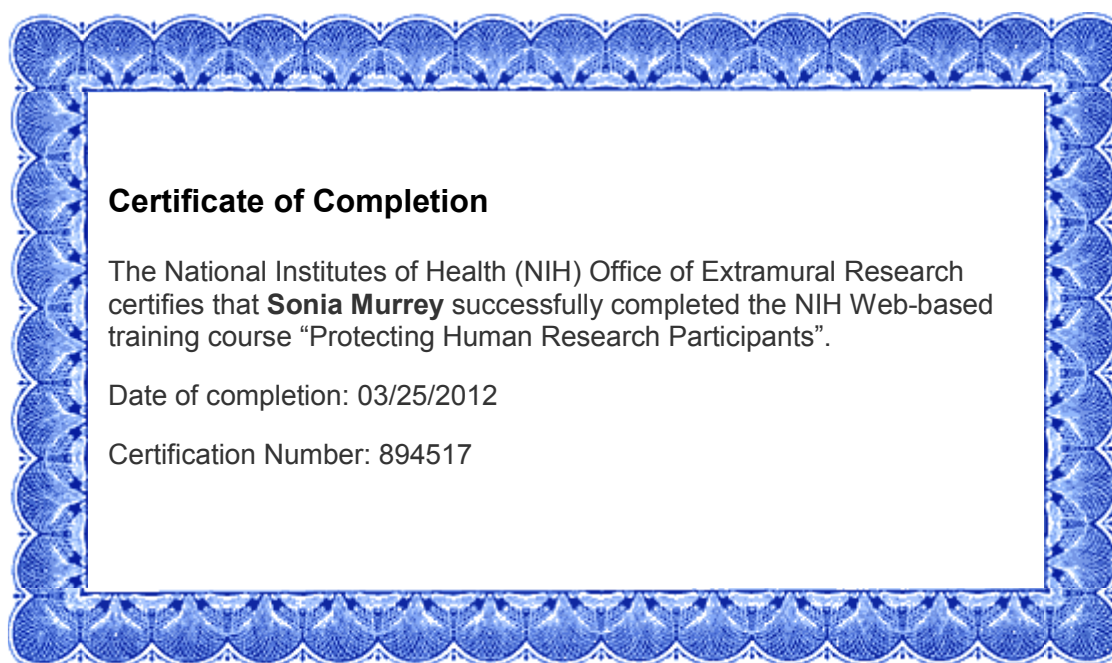 Certificate of Completion
The National Institutes of Health (NIH) Office of Extramural Research
certifies that Sonia Murrey successfully completed the NIH Web-based
training course “Protecting Human Research Participants”.
Date of completion: 03/25/2012
Certification Number: 894517